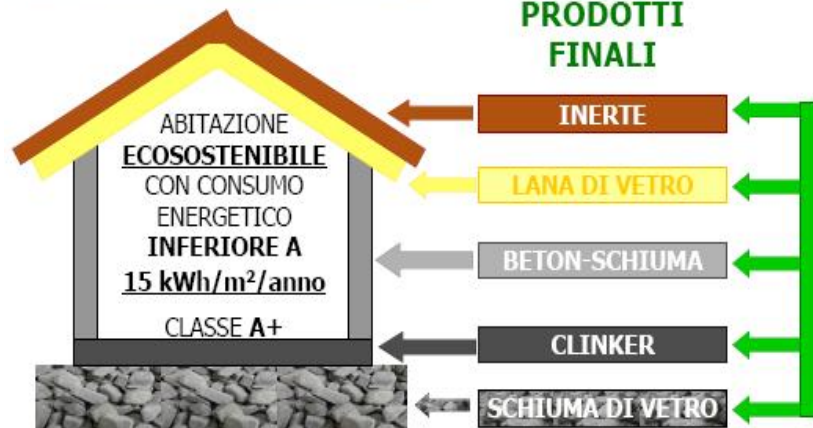 PRODOTTI
FINALI
ABITAZIONE
ECOSOSTENIBILE
CON CONSUMO
ENERGETICO
INFERIORE A
15 kWh/m²/anno
CLASSE A+
INERTE
LANA DI VETRO
BETON-SCHIUMA
CLINKER
SCHIUMA DI VETRO